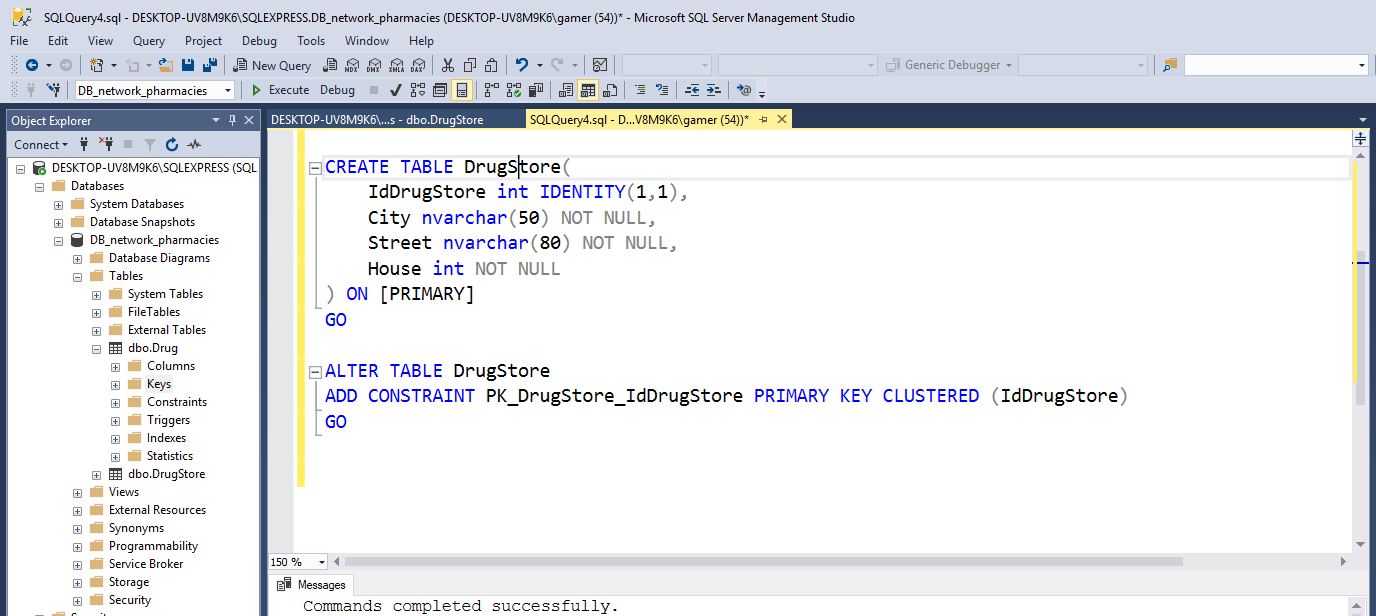 SQLQuery4.sql - DESKTOP-UV8M9K6\SQLEXPRESS.DB_network_pharmacies (DESKTOP-UV8M9K6\gamer (54))* - Microsoft SQL Server Management Studio
File Edit View Query Project Debug Tools Window Help
New Query MDX DMX XMLA DAX Generic Debugger
DB_network_pharmacies Execute Debug
Object Explorer
DESKTOP-UV8M9K6\...s - dbo.DrugStore
SQLQuery4.sql - D...V8M9K6\gamer (54))*
Connect
DESKTOP-UV8M9K6\SQLEXPRESS (SQL
Databases
System Databases
Database Snapshots
DB_network_pharmacies
Database Diagrams
Tables
System Tables
FileTables
External Tables
dbo.Drug
Columns
Keys
Constraints
Triggers
Indexes
Statistics
dbo.DrugStore
Views
External Resources
Synonyms
Programmability
Service Broker
Storage
Security
CREATE TABLE DrugStore(
IdDrugStore int IDENTITY(1,1),
City nvarchar(50) NOT NULL,
Street nvarchar(80) NOT NULL,
House int NOT NULL
) ON [PRIMARY]
GO
ALTER TABLE DrugStore
ADD CONSTRAINT PK_DrugStore_IdDrugStore PRIMARY KEY CLUSTERED (IdDrugStore)
GO
150 %
Messages
Commands completed successfully.